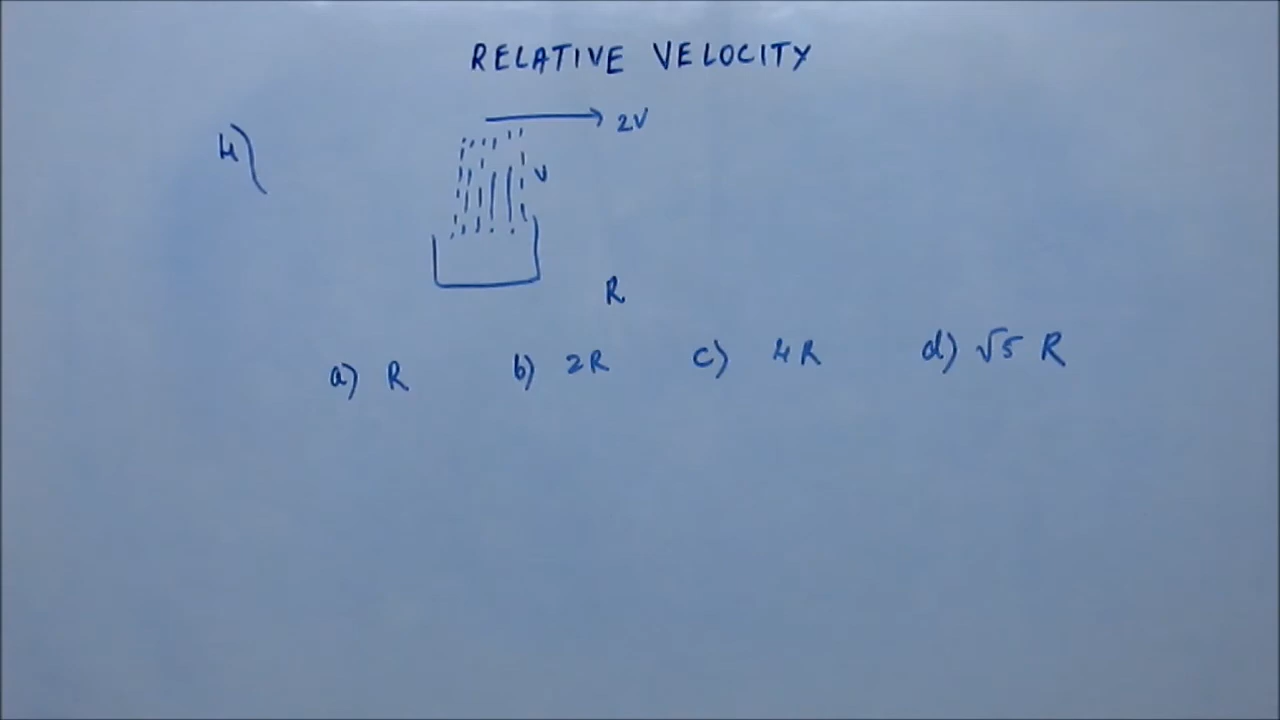 RELATIVE VELOCITY
4)
2V
V
R
a) R b) 2R c) 4R d) √5 R